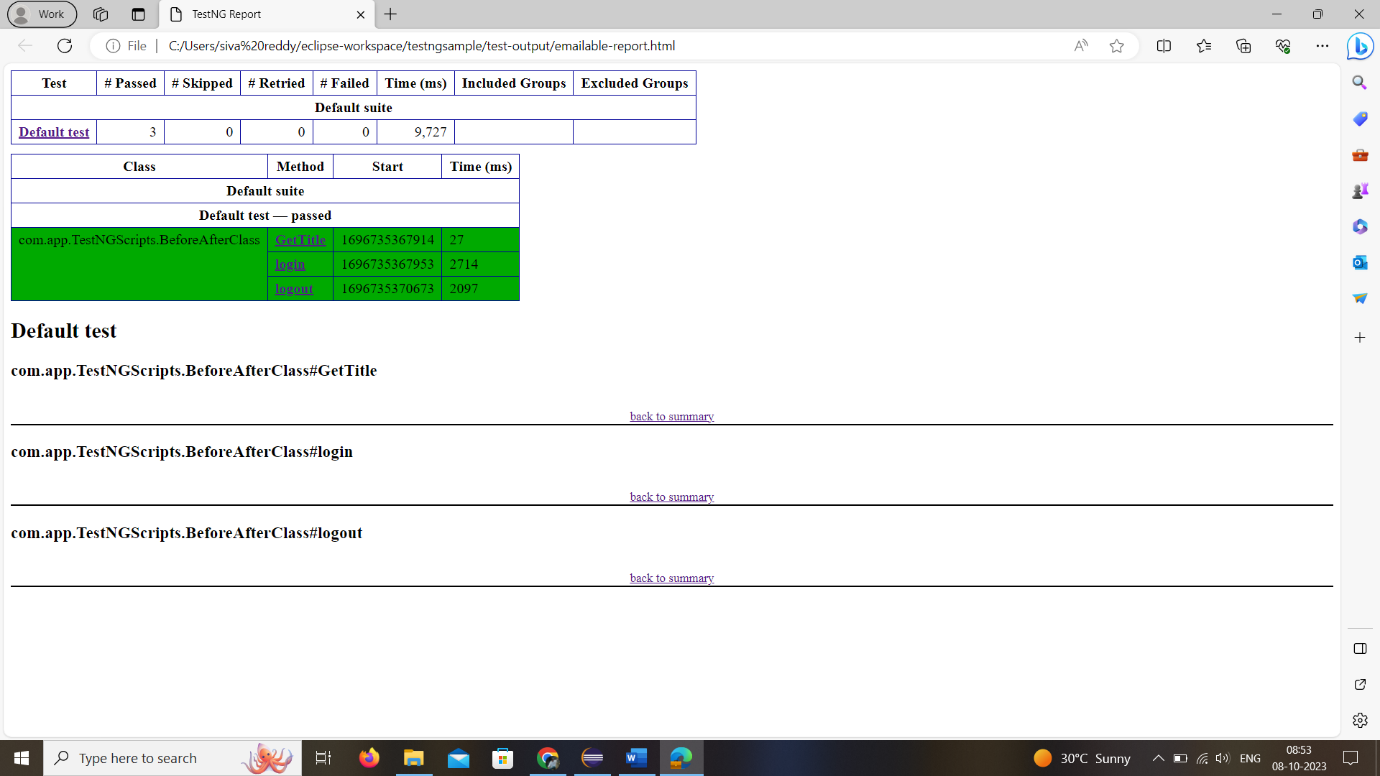 Work
TestNG Report
File
C:/Users/siva%20reddy/eclipse-workspace/testngsample/test-output/emailable-report.html
Test # Passed # Skipped # Retried # Failed Time (ms) Included Groups Excluded Groups
Default suite
Default test 3 0 0 0 9,727
Class Method Start Time (ms)
Default suite
Default test — passed
com.app.TestNGScripts.BeforeAfterClass GetTitle 1696735367914 27
login 1696735367953 2714
logout 1696735370673 2097
Default test
com.app.TestNGScripts.BeforeAfterClass#GetTitle
back to summary
com.app.TestNGScripts.BeforeAfterClass#login
back to summary
com.app.TestNGScripts.BeforeAfterClass#logout
back to summary
Type here to search
30°C Sunny
ENG
08:53
08-10-2023